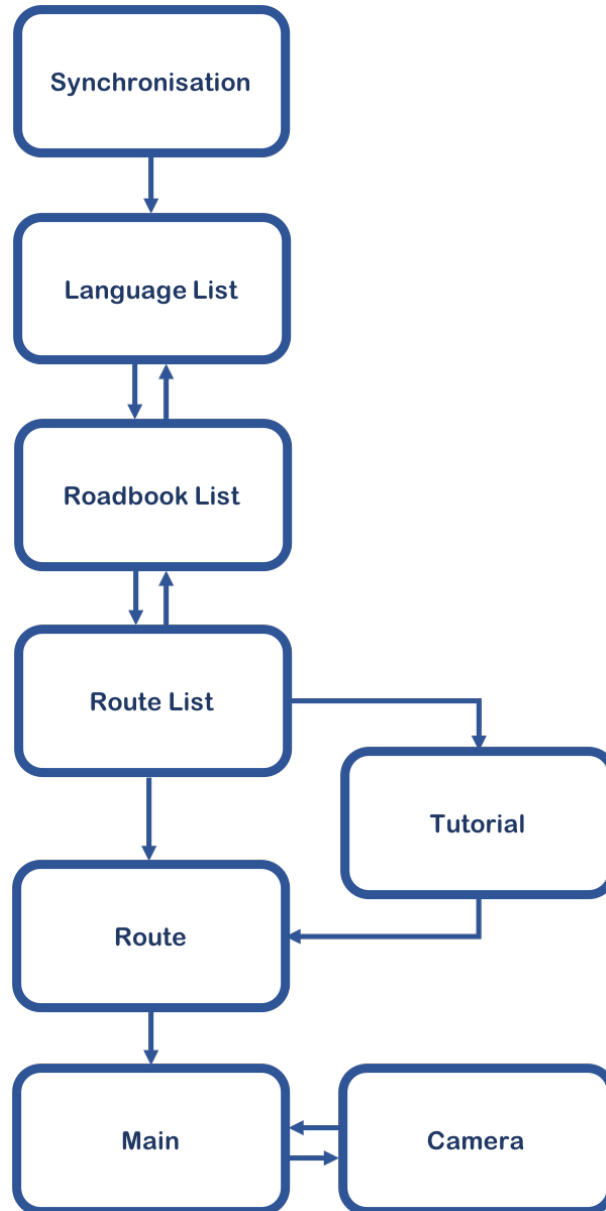 Synchronisation
Language List
Roadbook List
Route List
Tutorial
Route
Main
Camera